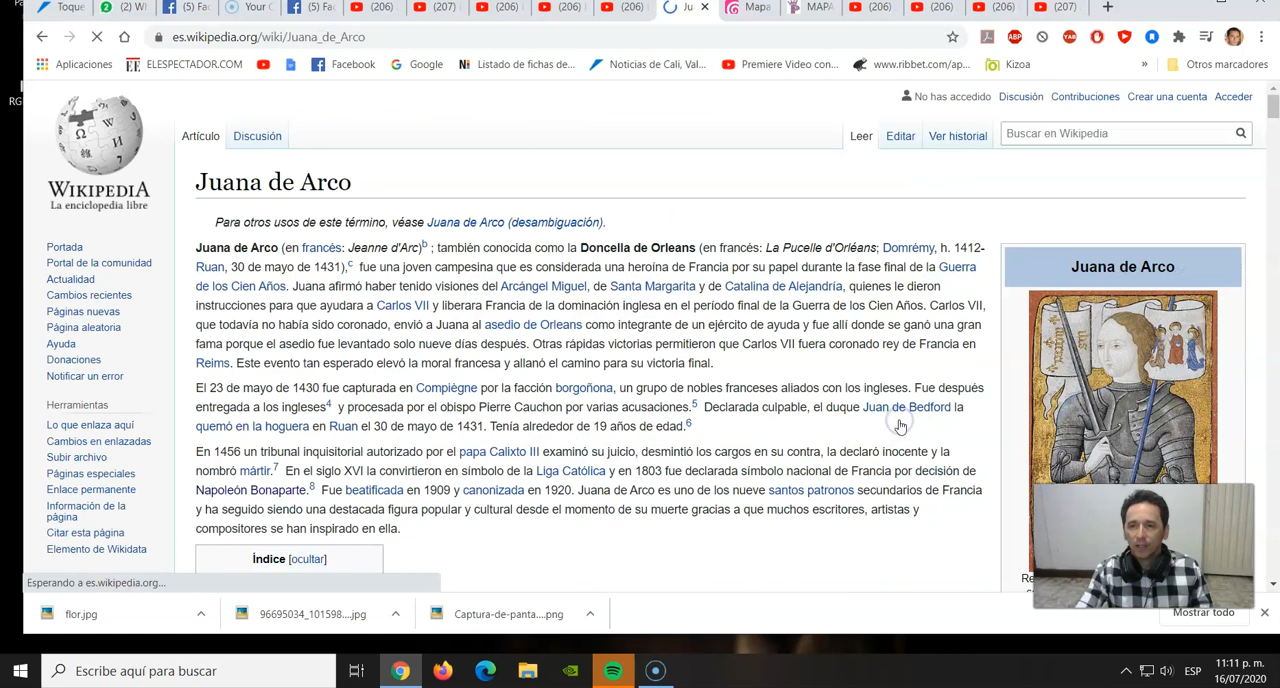 Toque
(2) W
(5) Fac
Your C
(5) Fac
(206)
(207)
(206)
(206)
(206)
Ju
Mapa
MAPA
(206)
(206)
(206)
(207)
es.wikipedia.org/wiki/Juana_de_Arco
Aplicaciones
ELESPECTADOR.COM
Facebook
Google
Listado de fichas de...
Noticias de Cali, Val...
Premiere Video con...
www.ribbet.com/ap...
Kizoa
»
Otros marcadores
RG
No has accedido Discusión Contribuciones Crear una cuenta Acceder
Artículo Discusión
Leer Editar Ver historial
Buscar en Wikipedia
WIKIPEDIA
La enciclopedia libre
Portada
Portal de la comunidad
Actualidad
Cambios recientes
Páginas nuevas
Página aleatoria
Ayuda
Donaciones
Notificar un error
Herramientas
Lo que enlaza aquí
Cambios en enlazadas
Subir archivo
Páginas especiales
Enlace permanente
Información de la
página
Citar esta página
Elemento de Wikidata
Juana de Arco
Para otros usos de este término, véase Juana de Arco (desambiguación).
Juana de Arco (en francés: Jeanne d'Arc)b ; también conocida como la Doncella de Orleans (en francés: La Pucelle d'Orléans; Domrémy, h. 1412-
Ruan, 30 de mayo de 1431),c fue una joven campesina que es considerada una heroína de Francia por su papel durante la fase final de la Guerra
de los Cien Años. Juana afirmó haber tenido visiones del Arcángel Miguel, de Santa Margarita y de Catalina de Alejandría, quienes le dieron
instrucciones para que ayudara a Carlos VII y liberara Francia de la dominación inglesa en el período final de la Guerra de los Cien Años. Carlos VII,
que todavía no había sido coronado, envió a Juana al asedio de Orleans como integrante de un ejército de ayuda y fue allí donde se ganó una gran
fama porque el asedio fue levantado solo nueve días después. Otras rápidas victorias permitieron que Carlos VII fuera coronado rey de Francia en
Reims. Este evento tan esperado elevó la moral francesa y allanó el camino para su victoria final.
El 23 de mayo de 1430 fue capturada en Compiègne por la facción borgoñona, un grupo de nobles franceses aliados con los ingleses. Fue después
entregada a los ingleses4 y procesada por el obispo Pierre Cauchon por varias acusaciones.5 Declarada culpable, el duque Juan de Bedford la
quemó en la hoguera en Ruan el 30 de mayo de 1431. Tenía alrededor de 19 años de edad.6
En 1456 un tribunal inquisitorial autorizado por el papa Calixto III examinó su juicio, desmintió los cargos en su contra, la declaró inocente y la
nombró mártir.7 En el siglo XVI la convirtieron en símbolo de la Liga Católica y en 1803 fue declarada símbolo nacional de Francia por decisión de
Napoleón Bonaparte.8 Fue beatificada en 1909 y canonizada en 1920. Juana de Arco es uno de los nueve santos patronos secundarios de Francia
y ha seguido siendo una destacada figura popular y cultural desde el momento de su muerte gracias a que muchos escritores, artistas y
compositores se han inspirado en ella.
Índice [ocultar]
Juana de Arco
Esperando a es.wikipedia.org...
flor.jpg
96695034_101598....jpg
Captura-de-panta....png
Mostrar todo
Escribe aquí para buscar
ESP
11:11 p. m.
16/07/2020